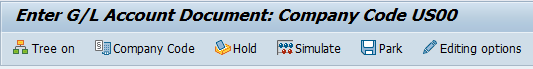 Enter G/L Account Document: Company Code US00
Tree on Company Code Hold Simulate Park Editing options